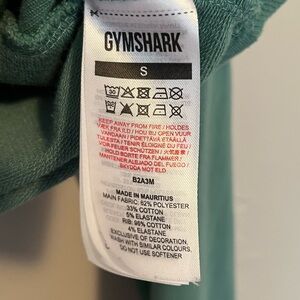 GYMSHARK
S
KEEP AWAY FROM FIRE / HOLDES
VÆK FRA ILD / HOU BIJ OPEN VUUR
VANDAAN / PIDETTÄVÄ ETÄÄLLÄ
TULESTA / TENIR ÉLOIGNÉ DU FEU /
VOR FEUER SCHÜTZEN /
HOLD BORTE FRA FLAMMER /
MANTENER ALEJADO DEL FUEGO /
SKYDDA MOT ELD
B2A3M
MADE IN MAURITIUS
MAIN FABRIC: 62% POLYESTER
33% COTTON
5% ELASTANE
RIB: 96% COTTON
4% ELASTANE
EXCLUSIVE OF DECORATION.
WASH WITH SIMILAR COLOURS.
DO NOT USE SOFTENER